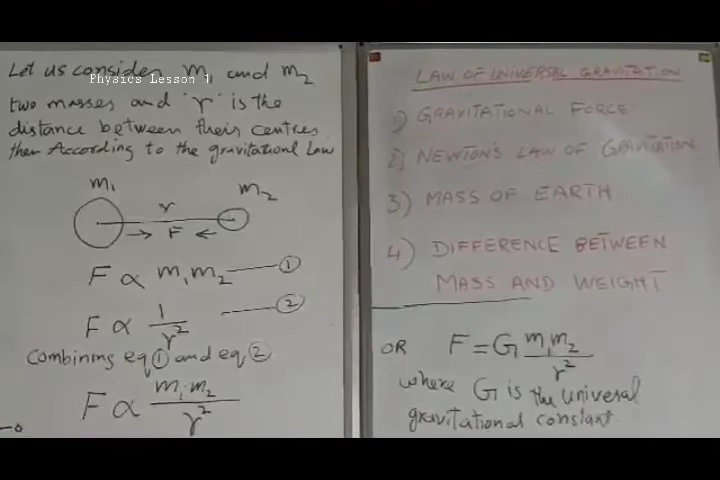 Physics Lesson 1
Let us consider m₁ and m₂
two masses and 'r' is the
distance between their centres
then According to the gravitational Law
m₁
m₂
r
F
F ∝ m₁m₂ ①
F ∝ 1/r² ②
Combining eq ① and eq ②
F ∝ m₁.m₂/r²
LAW OF UNIVERSAL GRAVITATION
1) GRAVITATIONAL FORCE
2) NEWTON'S LAW OF GRAVITATION
3) MASS OF EARTH
4) DIFFERENCE BETWEEN
MASS AND WEIGHT
OR F = G m₁m₂/r²
where G is the universal
gravitational constant.